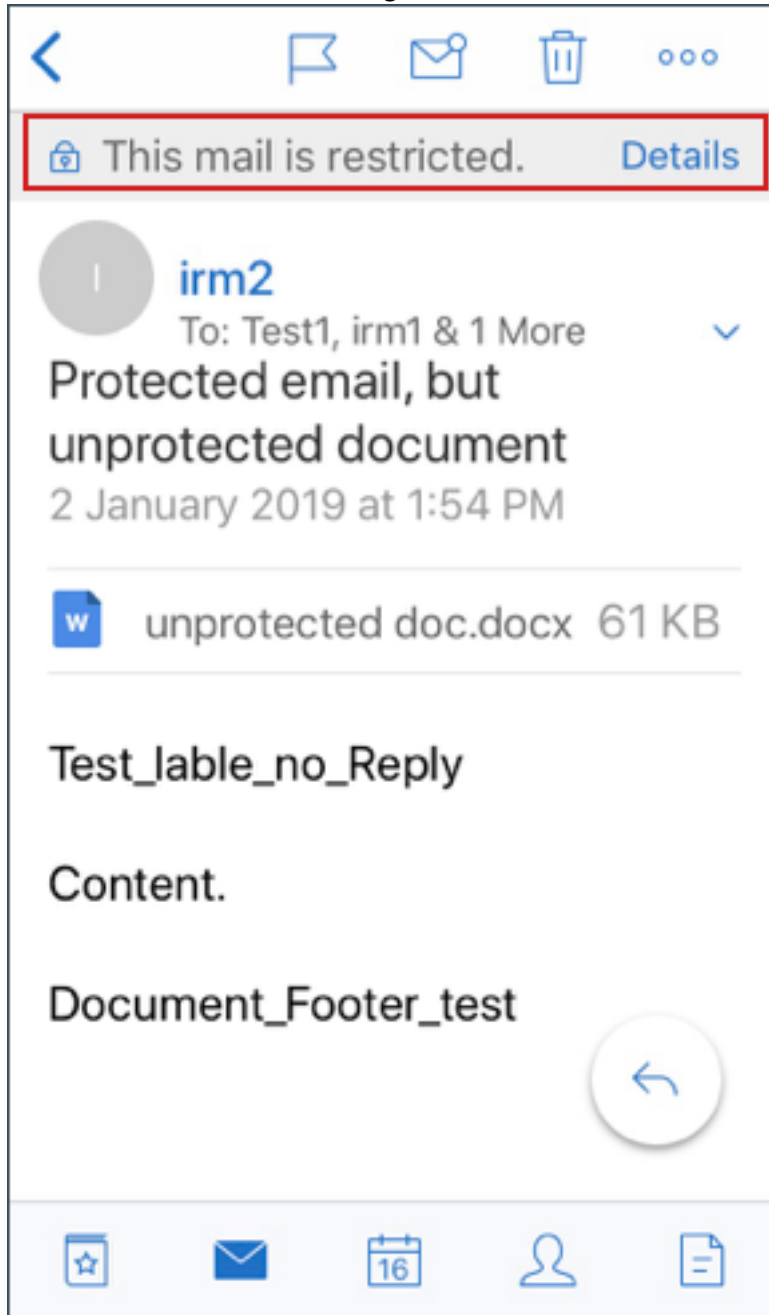 This mail is restricted. Details
I
irm2
To: Test1, irm1 & 1 More
Protected email, but
unprotected document
2 January 2019 at 1:54 PM
W unprotected doc.docx 61 KB
Test_lable_no_Reply
Content.
Document_Footer_test
16